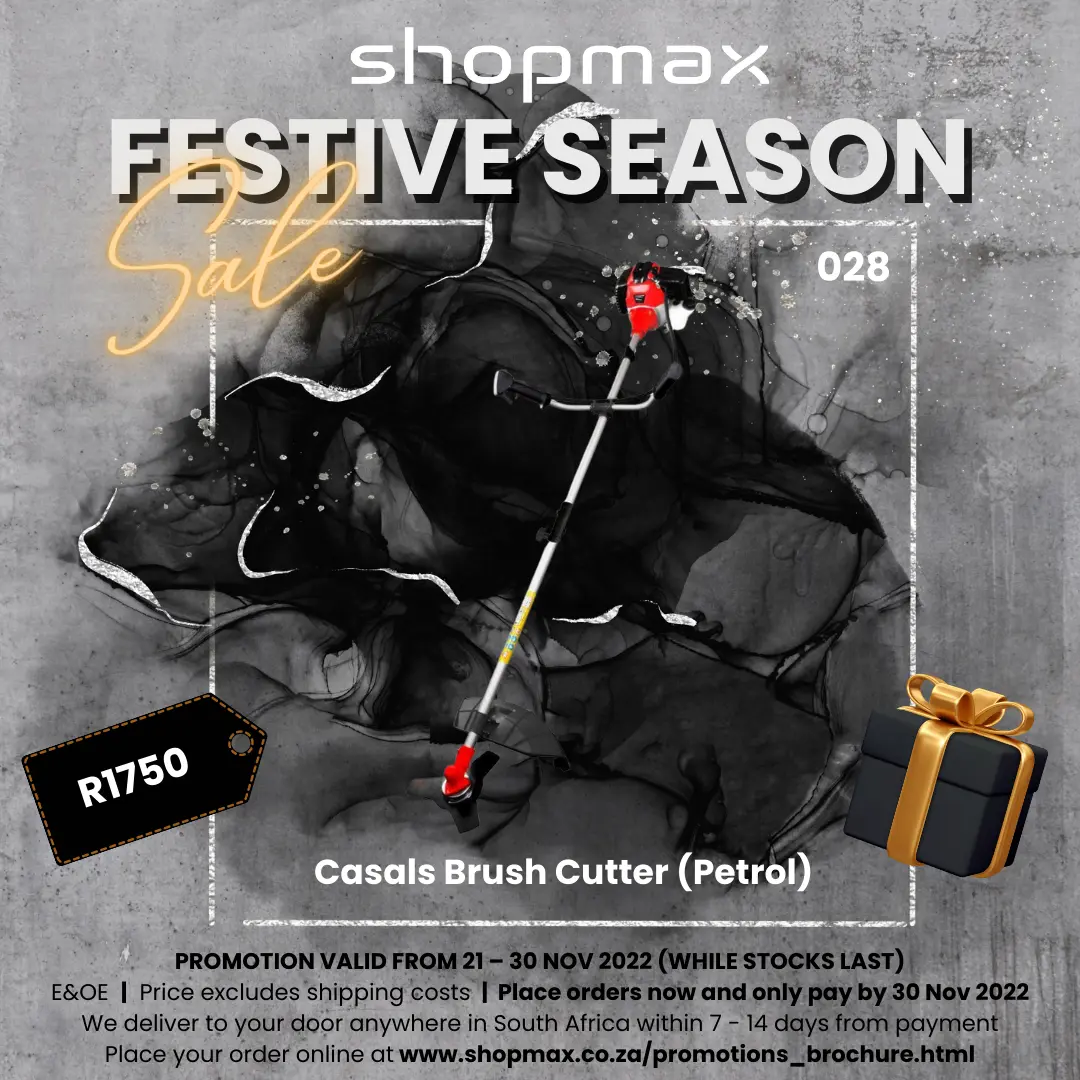 shopmax
FESTIVE SEASON
Sale
028
R1750
Casals Brush Cutter (Petrol)
PROMOTION VALID FROM 21 – 30 NOV 2022 (WHILE STOCKS LAST)
E&OE | Price excludes shipping costs | Place orders now and only pay by 30 Nov 2022
We deliver to your door anywhere in South Africa within 7 - 14 days from payment
Place your order online at www.shopmax.co.za/promotions_brochure.html